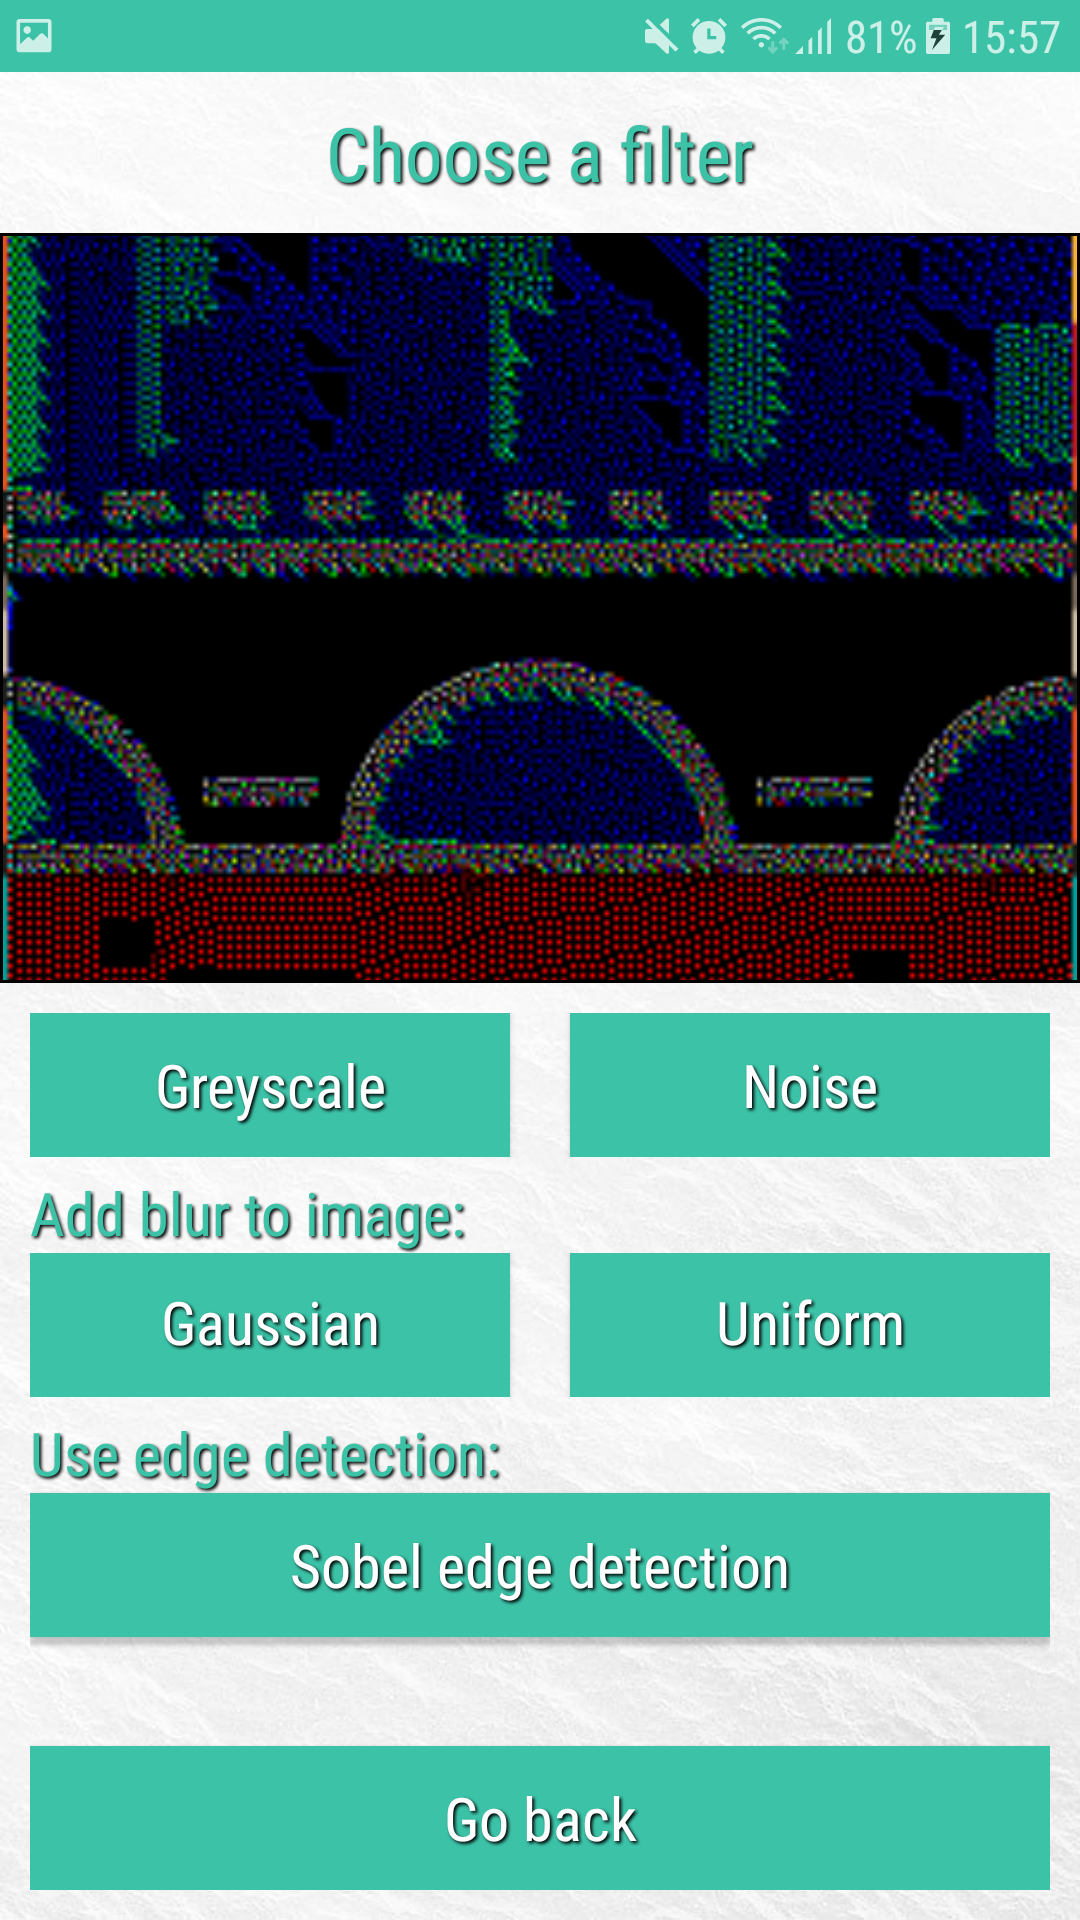 81% 15:57
Choose a filter
Greyscale
Noise
Add blur to image:
Gaussian
Uniform
Use edge detection:
Sobel edge detection
Go back